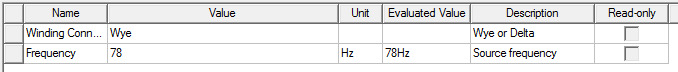 Name Value Unit Evaluated Value Description Read-only
Winding Conn... Wye Wye or Delta
Frequency 78 Hz 78Hz Source frequency